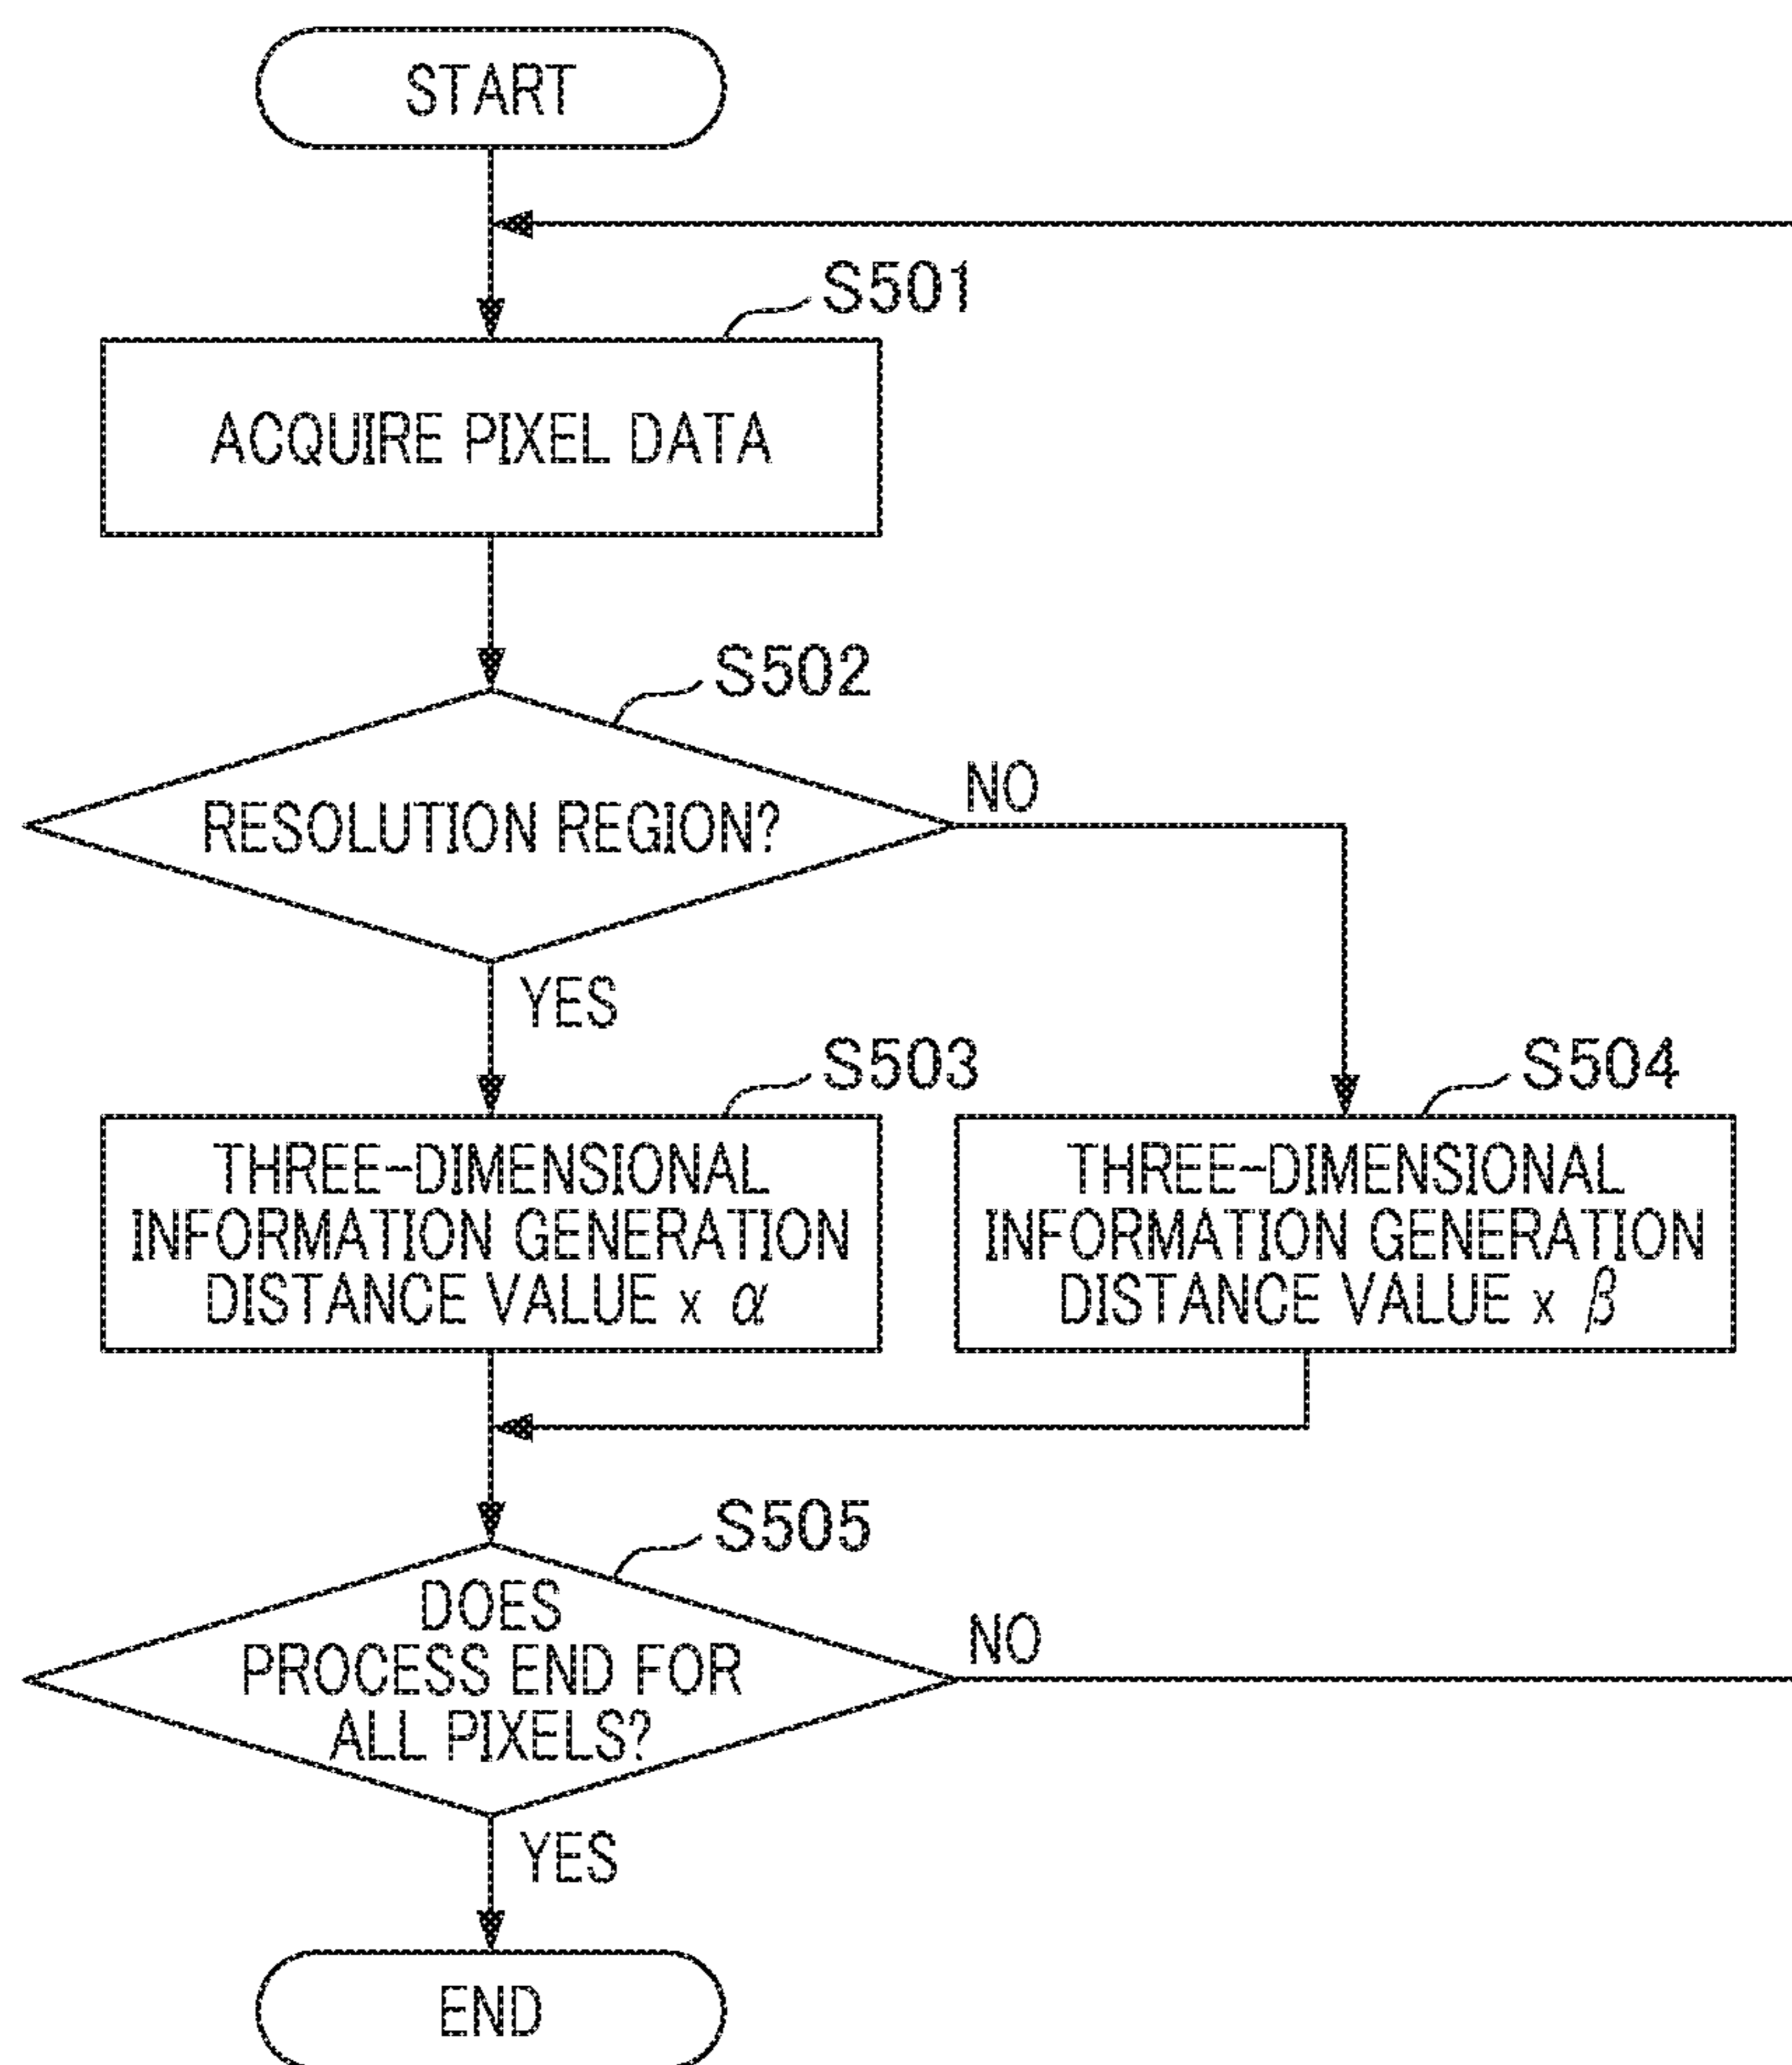 START
S501
ACQUIRE PIXEL DATA
S502
RESOLUTION REGION?
NO
YES
S503
THREE-DIMENSIONAL
INFORMATION GENERATION
DISTANCE VALUE x α
S504
THREE-DIMENSIONAL
INFORMATION GENERATION
DISTANCE VALUE x β
S505
DOES
PROCESS END FOR
ALL PIXELS?
NO
YES
END